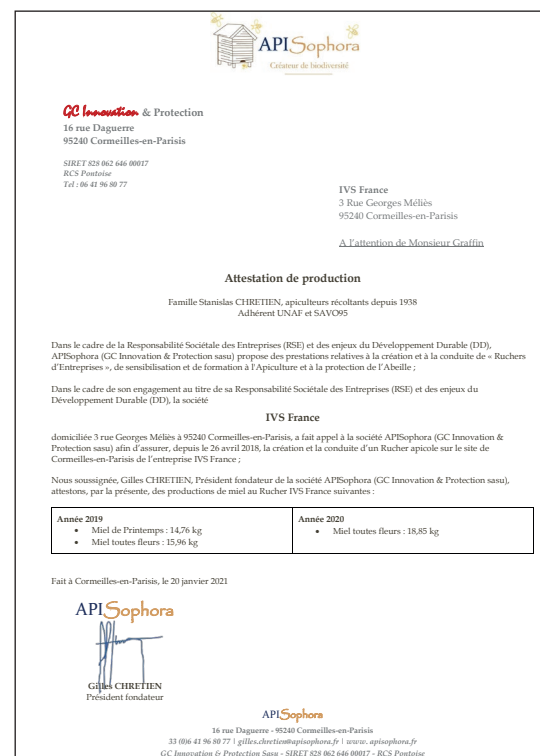 APISophora
Créateur de biodiversité
GC Innovation & Protection
16 rue Daguerre
95240 Cormeilles-en-Parisis
SIRET 828 062 646 00017
RCS Pontoise
Tel : 06 41 96 80 77
IVS France
3 Rue Georges Méliès
95240 Cormeilles-en-Parisis
A l'attention de Monsieur Graffin
Attestation de production
Famille Stanislas CHRETIEN, apiculteurs récoltants depuis 1938
Adhérent UNAF et SAVO95
Dans le cadre de la Responsabilité Sociétale des Entreprises (RSE) et des enjeux du Développement Durable (DD),
APISophora (GC Innovation & Protection sasu) propose des prestations relatives à la création et à la conduite de « Ruchers
d'Entreprises », de sensibilisation et de formation à l'Apiculture et à la protection de l'Abeille ;
Dans le cadre de son engagement au titre de sa Responsabilité Sociétale des Entreprises (RSE) et des enjeux du
Développement Durable (DD), la société
IVS France
domiciliée 3 rue Georges Méliès à 95240 Cormeilles-en-Parisis, a fait appel à la société APISophora (GC Innovation &
Protection sasu) afin d'assurer, depuis le 26 avril 2018, la création et la conduite d'un Rucher apicole sur le site de
Cormeilles-en-Parisis de l'entreprise IVS France ;
Nous soussignée, Gilles CHRETIEN, Président fondateur de la société APISophora (GC Innovation & Protection sasu),
attestons, par la présente, des productions de miel au Rucher IVS France suivantes :
Année 2019
• Miel de Printemps : 14,76 kg
• Miel toutes fleurs : 15,96 kg
Année 2020
• Miel toutes fleurs : 18,85 kg
Fait à Cormeilles-en-Parisis, le 20 janvier 2021
APISophora
Gilles CHRETIEN
Président fondateur
APISophora
16 rue Daguerre - 95240 Cormeilles-en-Parisis
33 (0)6 41 96 80 77 | gilles.chretien@apisophora.fr | www. apisophora.fr
GC Innovation & Protection Sasu - SIRET 828 062 646 00017 - RCS Pontoise